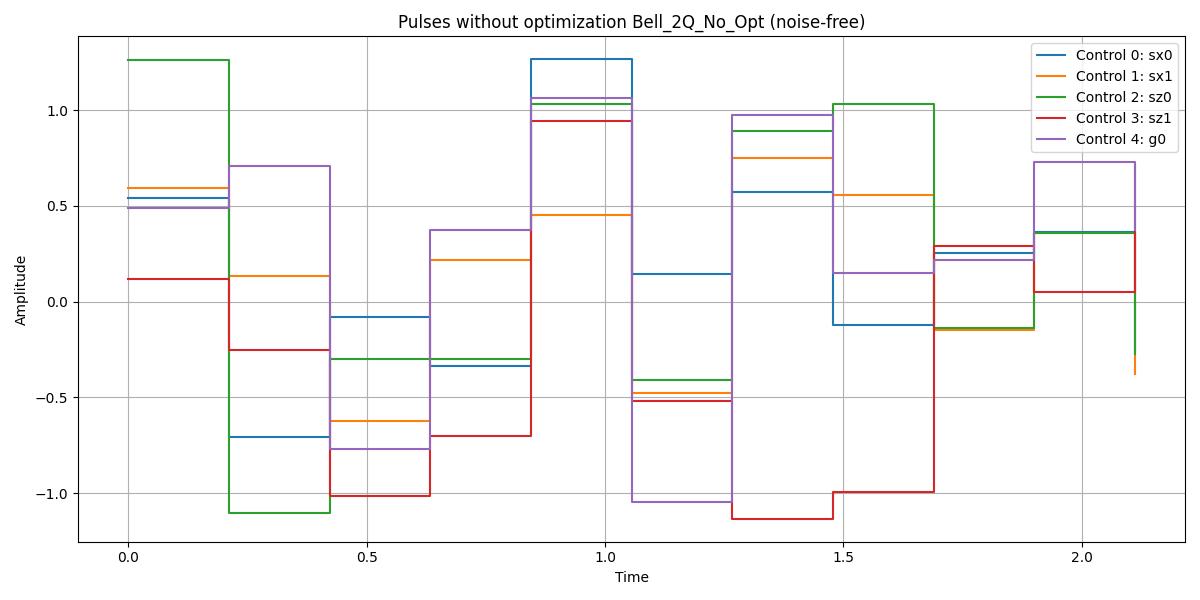 Pulses without optimization Bell_2Q_No_Opt (noise-free)
Control 0: sx0
Control 1: sx1
Control 2: sz0
Control 3: sz1
Control 4: g0
Amplitude
1.0
0.5
0.0
−0.5
−1.0
0.0 0.5 1.0 1.5 2.0
Time